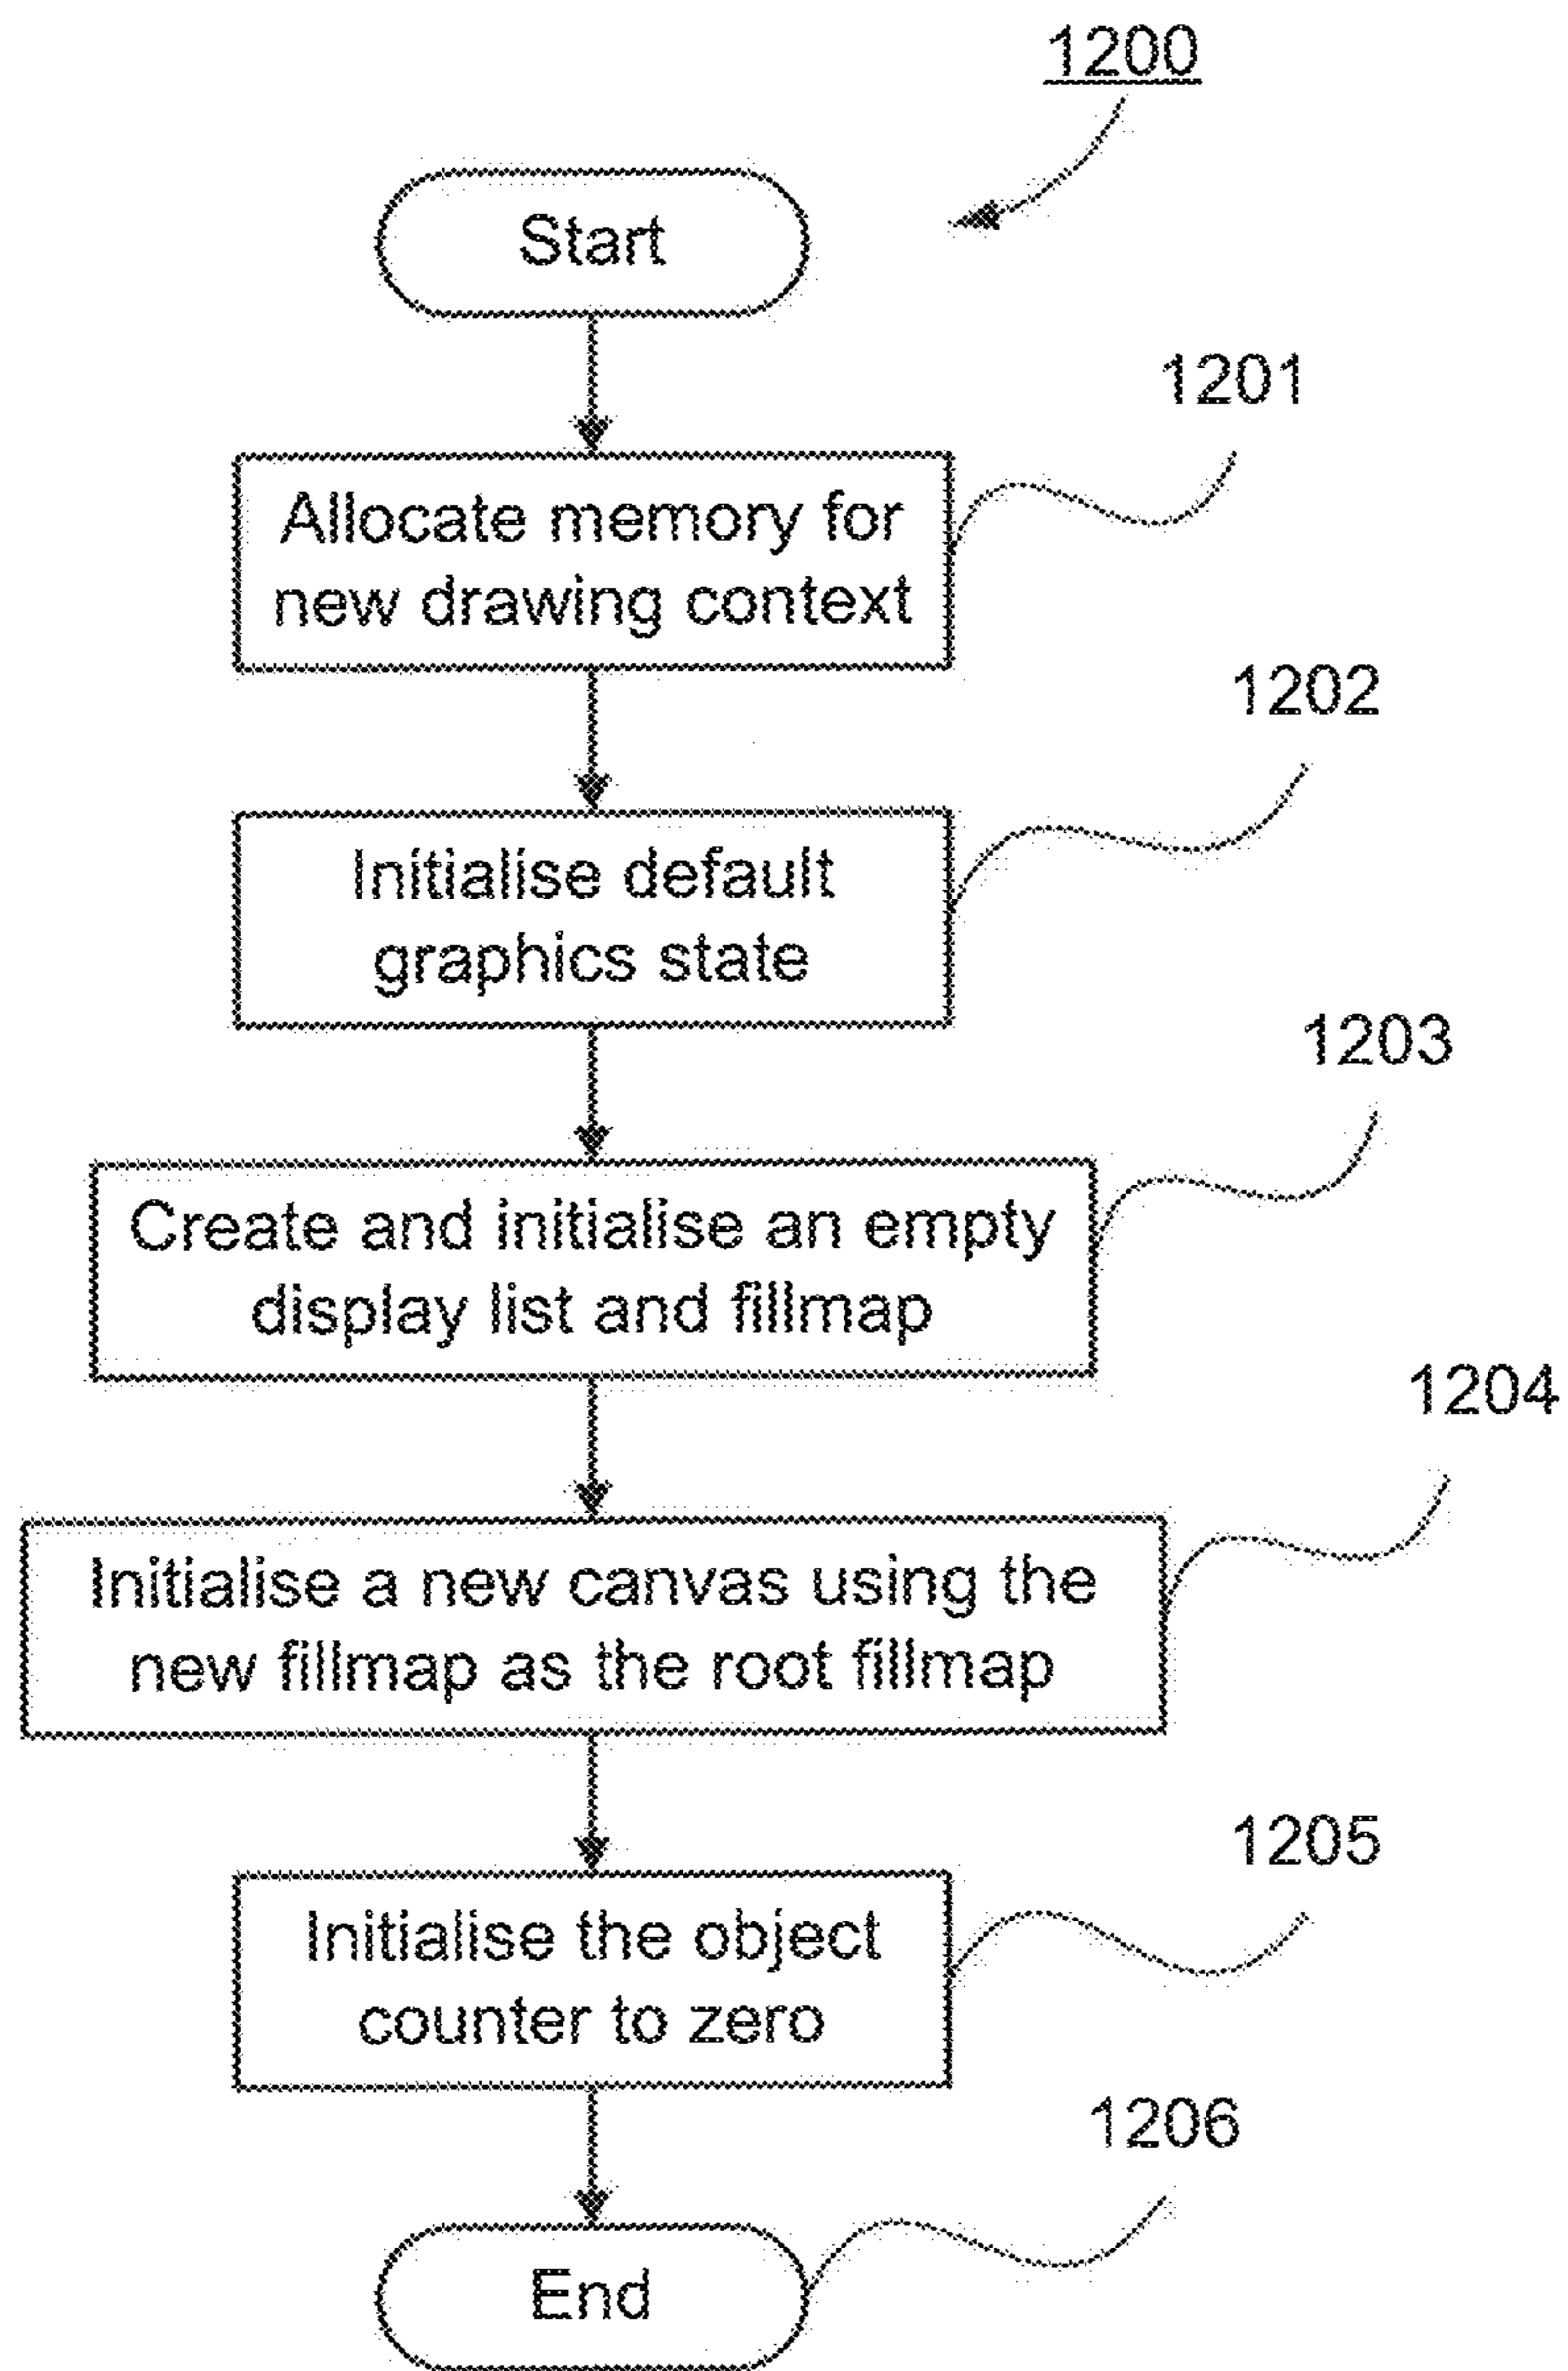 1200
Start
1201
Allocate memory for
new drawing context
1202
Initialise default
graphics state
1203
Create and initialise an empty
display list and fillmap
1204
Initialise a new canvas using the
new fillmap as the root fillmap
1205
Initialise the object
counter to zero
1206
End